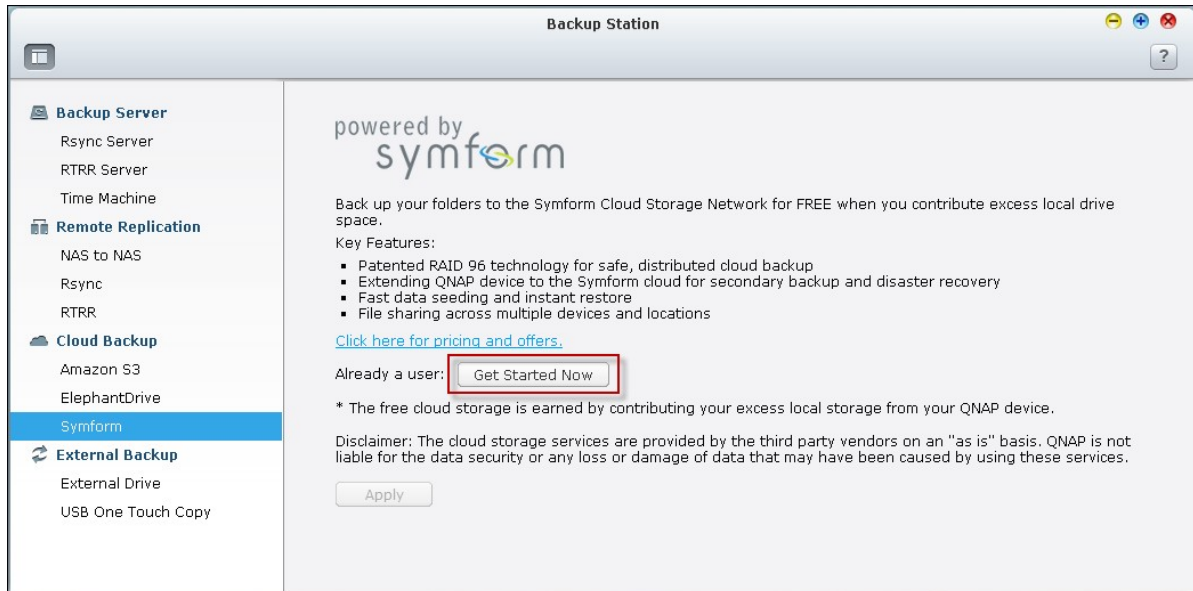 Backup Station
?
Backup Server
Rsync Server
RTRR Server
Time Machine
Remote Replication
NAS to NAS
Rsync
RTRR
Cloud Backup
Amazon S3
ElephantDrive
Symform
External Backup
External Drive
USB One Touch Copy
powered by
symform
Back up your folders to the Symform Cloud Storage Network for FREE when you contribute excess local drive
space.
Key Features:
▪ Patented RAID 96 technology for safe, distributed cloud backup
▪ Extending QNAP device to the Symform cloud for secondary backup and disaster recovery
▪ Fast data seeding and instant restore
▪ File sharing across multiple devices and locations
Click here for pricing and offers.
Already a user: Get Started Now
* The free cloud storage is earned by contributing your excess local storage from your QNAP device.
Disclaimer: The cloud storage services are provided by the third party vendors on an "as is" basis. QNAP is not
liable for the data security or any loss or damage of data that may have been caused by using these services.
Apply